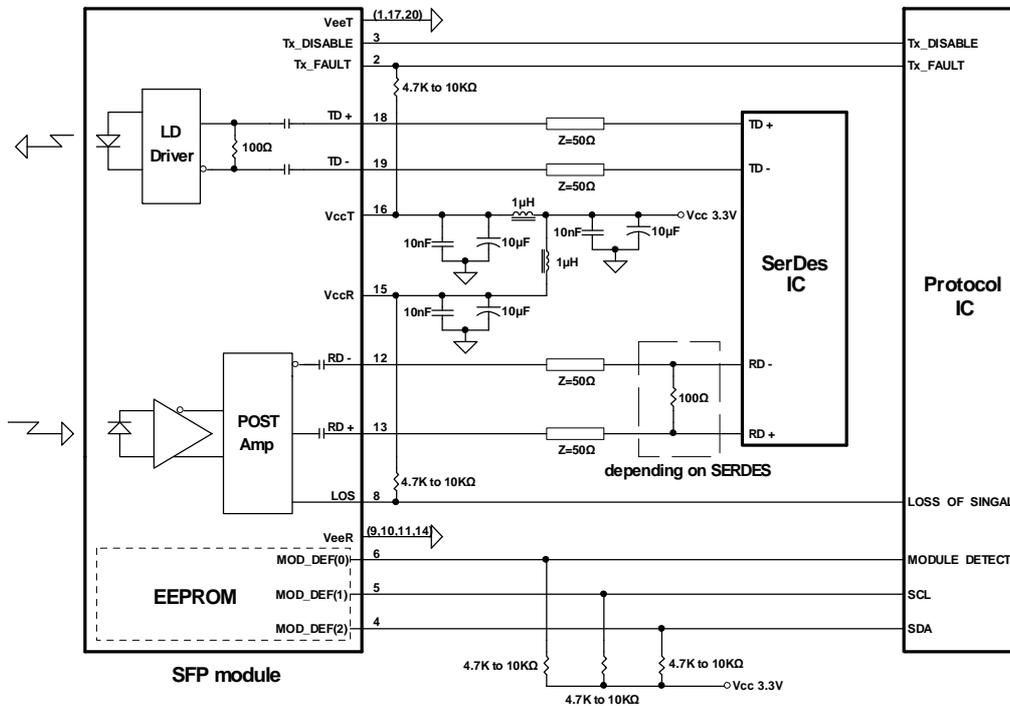 VeeT (1,17,20)
Tx_DISABLE 3 Tx_DISABLE
Tx_FAULT 2 Tx_FAULT
4.7K to 10KΩ
LD
Driver
100Ω
TD + 18 TD +
Z=50Ω
TD - 19 TD -
Z=50Ω
1µH
VccT 16 Vcc 3.3V
10nF 10µF 10nF 10µF
1µH
SerDes
IC
Protocol
IC
VccR 15
10nF 10µF
RD - 12 RD -
Z=50Ω
100Ω
POST
Amp
RD + 13 RD +
Z=50Ω
depending on SERDES
4.7K to 10KΩ
LOS 8 LOSS OF SINGAL
VeeR (9,10,11,14)
MOD_DEF(0) 6 MODULE DETECT
EEPROM
MOD_DEF(1) 5 SCL
MOD_DEF(2) 4 SDA
4.7K to 10KΩ 4.7K to 10KΩ
SFP module
Vcc 3.3V
4.7K to 10KΩ